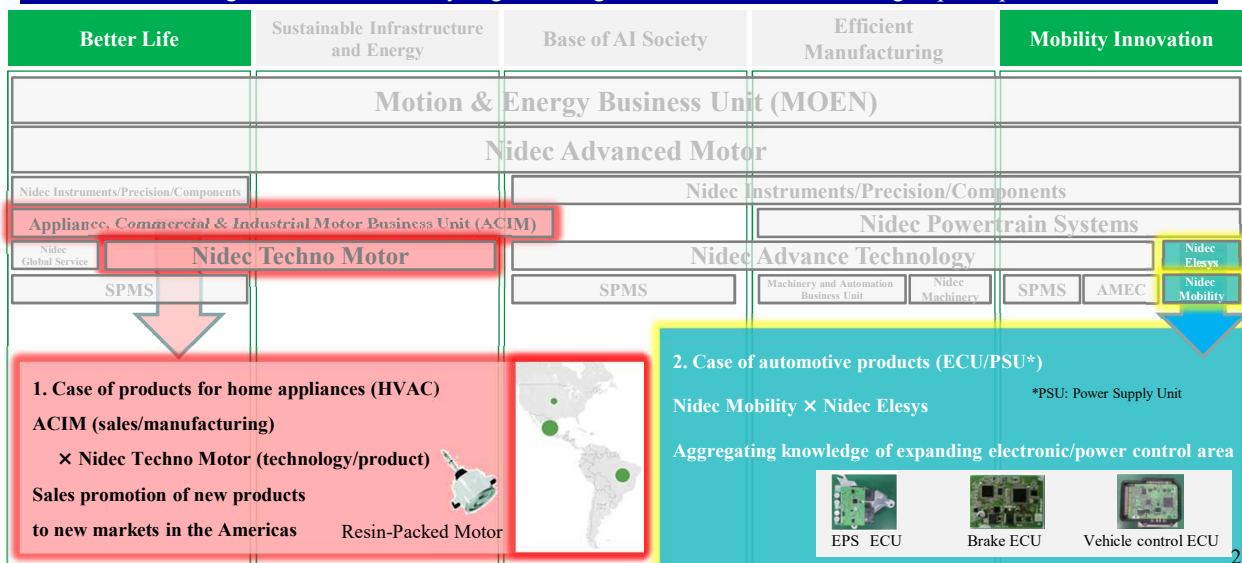 Better Life
Sustainable Infrastructure
and Energy
Base of AI Society
Efficient
Manufacturing
Mobility Innovation
Motion & Energy Business Unit (MOEN)
Nidec Advanced Motor
Nidec Instruments/Precision/Components
Nidec Instruments/Precision/Components
Appliance, Commercial & Industrial Motor Business Unit (ACIM)
Nidec Powertrain Systems
Nidec
Global Service
Nidec Techno Motor
Nidec Advance Technology
Nidec
Elesys
SPMS
SPMS
Machinery and Automation
Business Unit
Nidec
Machinery
SPMS
AMEC
Nidec
Mobility
1. Case of products for home appliances (HVAC)
ACIM (sales/manufacturing)
× Nidec Techno Motor (technology/product)
Sales promotion of new products
to new markets in the Americas
Resin-Packed Motor
2. Case of automotive products (ECU/PSU*)
*PSU: Power Supply Unit
Nidec Mobility × Nidec Elesys
Aggregating knowledge of expanding electronic/power control area
EPS ECU
Brake ECU
Vehicle control ECU
2